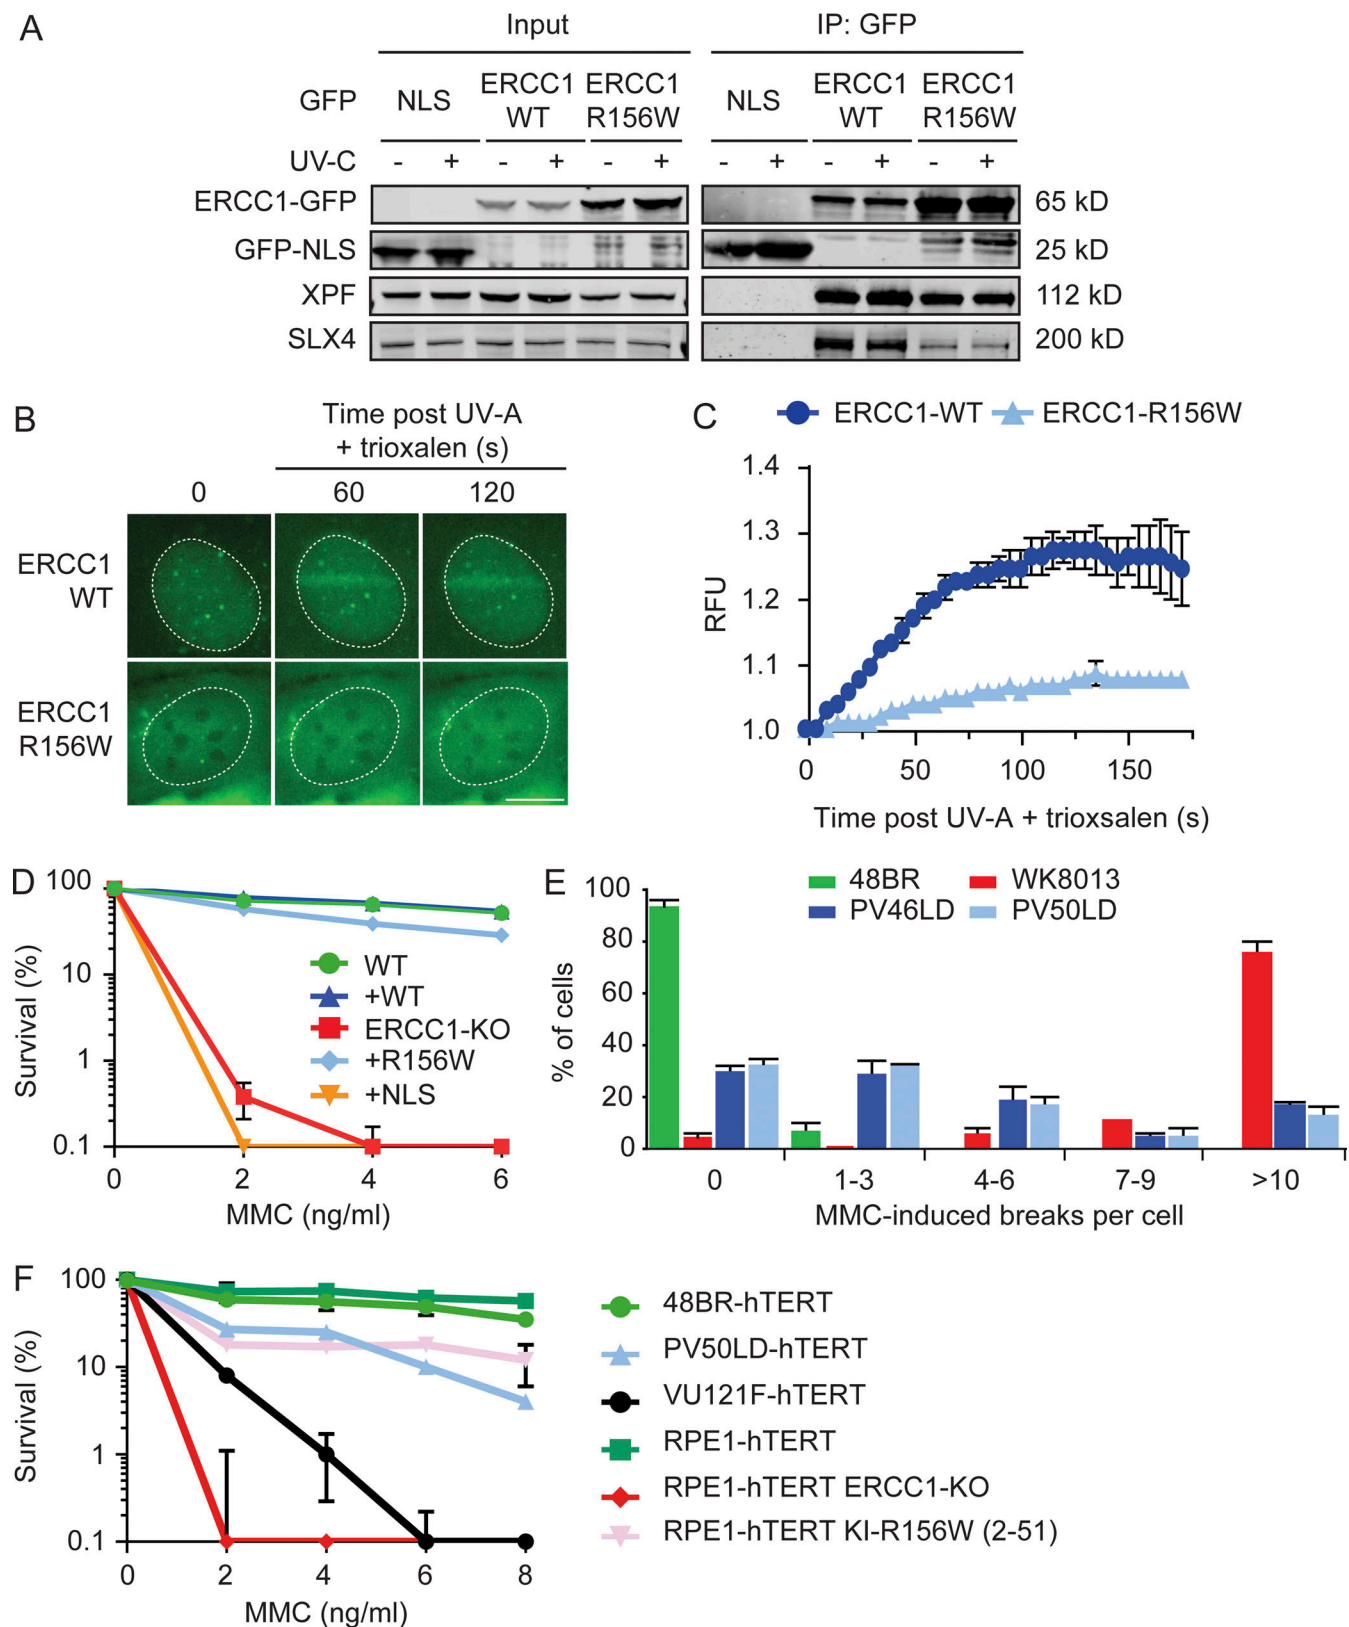 A
Input
IP: GFP
GFP
NLS
ERCC1
WT
ERCC1
R156W
NLS
ERCC1
WT
ERCC1
R156W
UV-C
- + - + - +
- + - + - +
ERCC1-GFP
65 kD
GFP-NLS
25 kD
XPF
112 kD
SLX4
200 kD
B
Time post UV-A
+ trioxalen (s)
0
60
120
ERCC1
WT
ERCC1
R156W
C
ERCC1-WT
ERCC1-R156W
RFU
1.4
1.3
1.2
1.1
1.0
0
50
100
150
Time post UV-A + trioxsalen (s)
D
Survival (%)
100
10
1
0.1
WT
+WT
ERCC1-KO
+R156W
+NLS
0
2
4
6
MMC (ng/ml)
E
48BR
WK8013
PV46LD
PV50LD
% of cells
100
80
60
40
20
0
0
1-3
4-6
7-9
>10
MMC-induced breaks per cell
F
Survival (%)
100
10
1
0.1
0
2
4
6
8
MMC (ng/ml)
48BR-hTERT
PV50LD-hTERT
VU121F-hTERT
RPE1-hTERT
RPE1-hTERT ERCC1-KO
RPE1-hTERT KI-R156W (2-51)